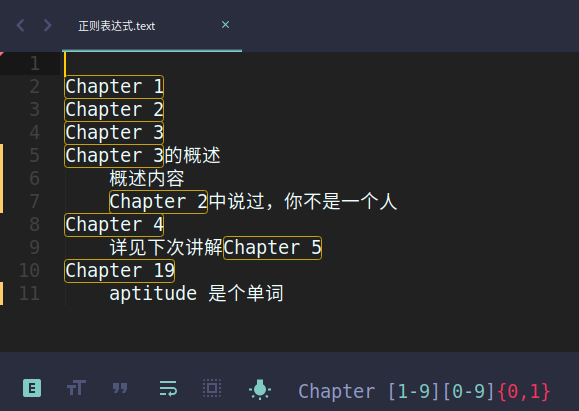 正则表达式.text ×
1
2 Chapter 1
3 Chapter 2
4 Chapter 3
5 Chapter 3的概述
6 概述内容
7 Chapter 2中说过，你不是一个人
8 Chapter 4
9 详见下次讲解Chapter 5
10 Chapter 19
11 aptitude 是个单词
Chapter [1-9][0-9]{0,1}